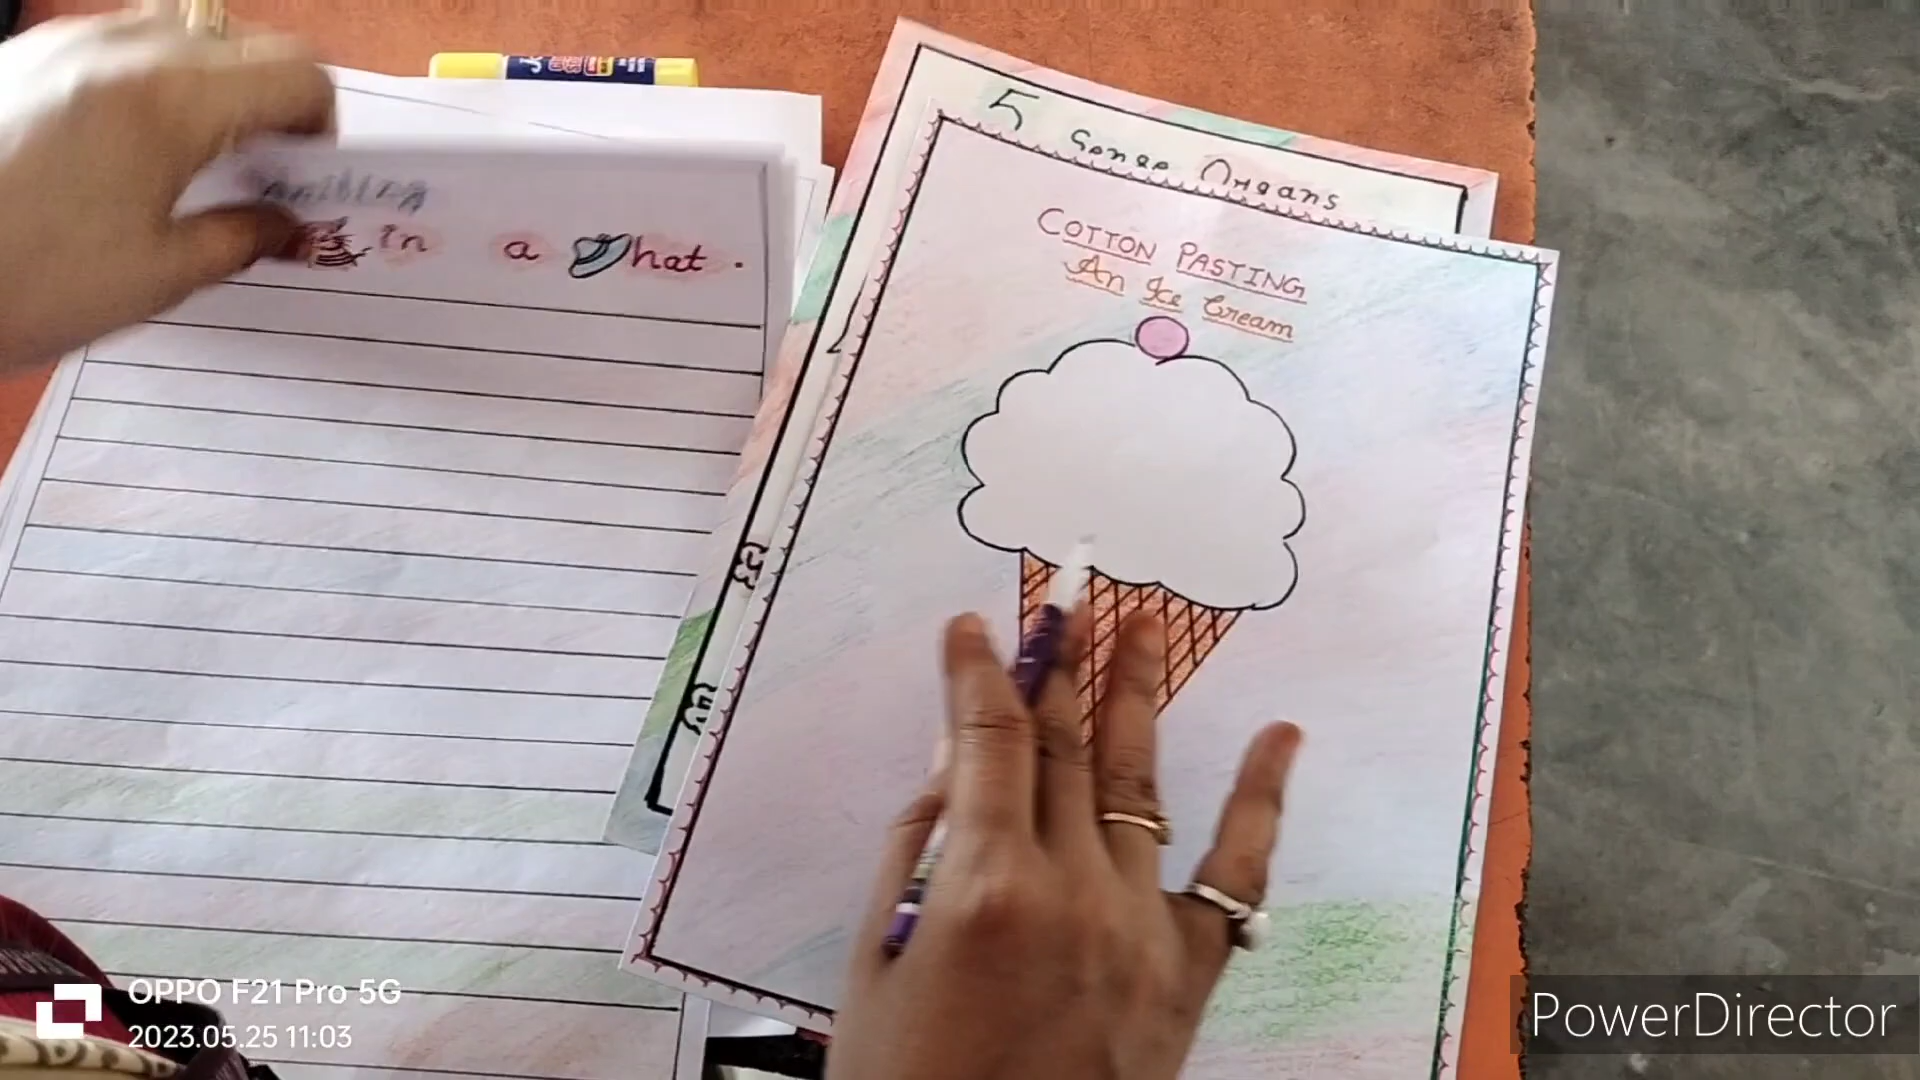 in a hat.
5 Sense Organs
COTTON PASTING
An Ice Cream
OPPO F21 Pro 5G
2023.05.25 11:03
PowerDirector